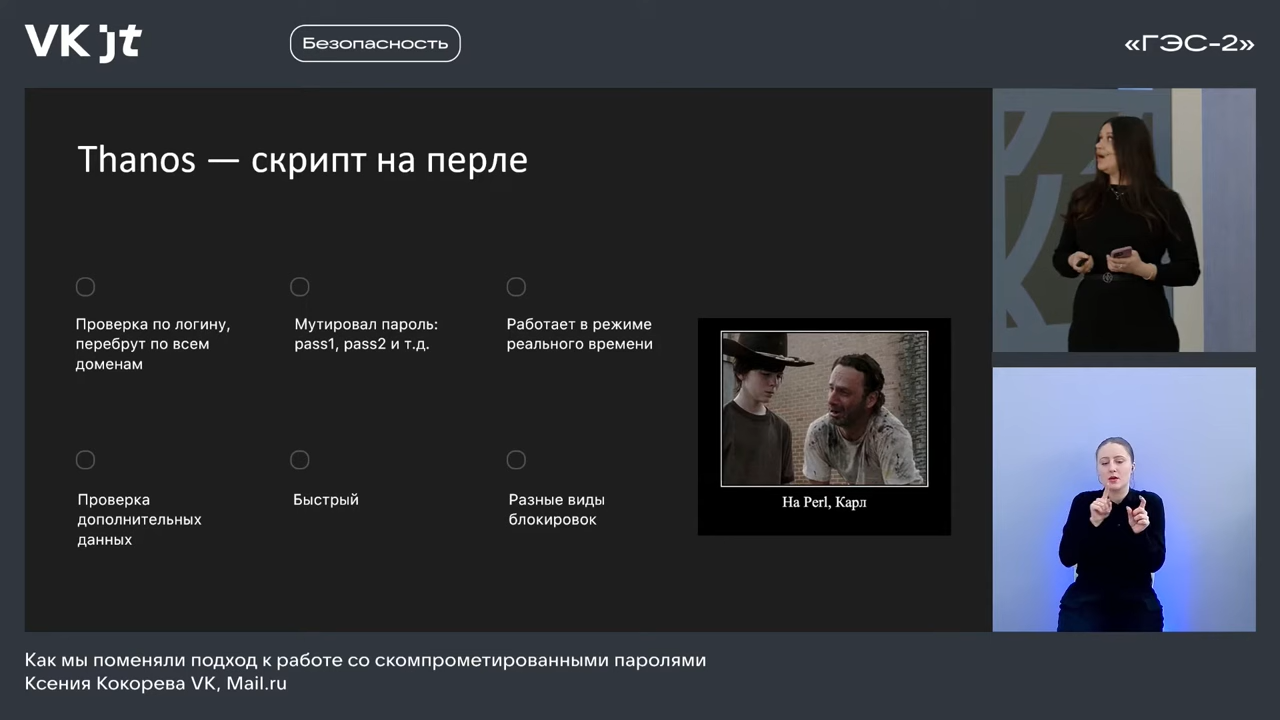 VK jt
Безопасность
«ГЭС-2»
Thanos — скрипт на перле
Проверка по логину,
перебрут по всем
доменам
Мутировал пароль:
pass1, pass2 и т.д.
Работает в режиме
реального времени
Проверка
дополнительных
данных
Быстрый
Разные виды
блокировок
На Perl, Карл
Как мы поменяли подход к работе со скомпрометированными паролями
Ксения Кокорева VK, Mail.ru